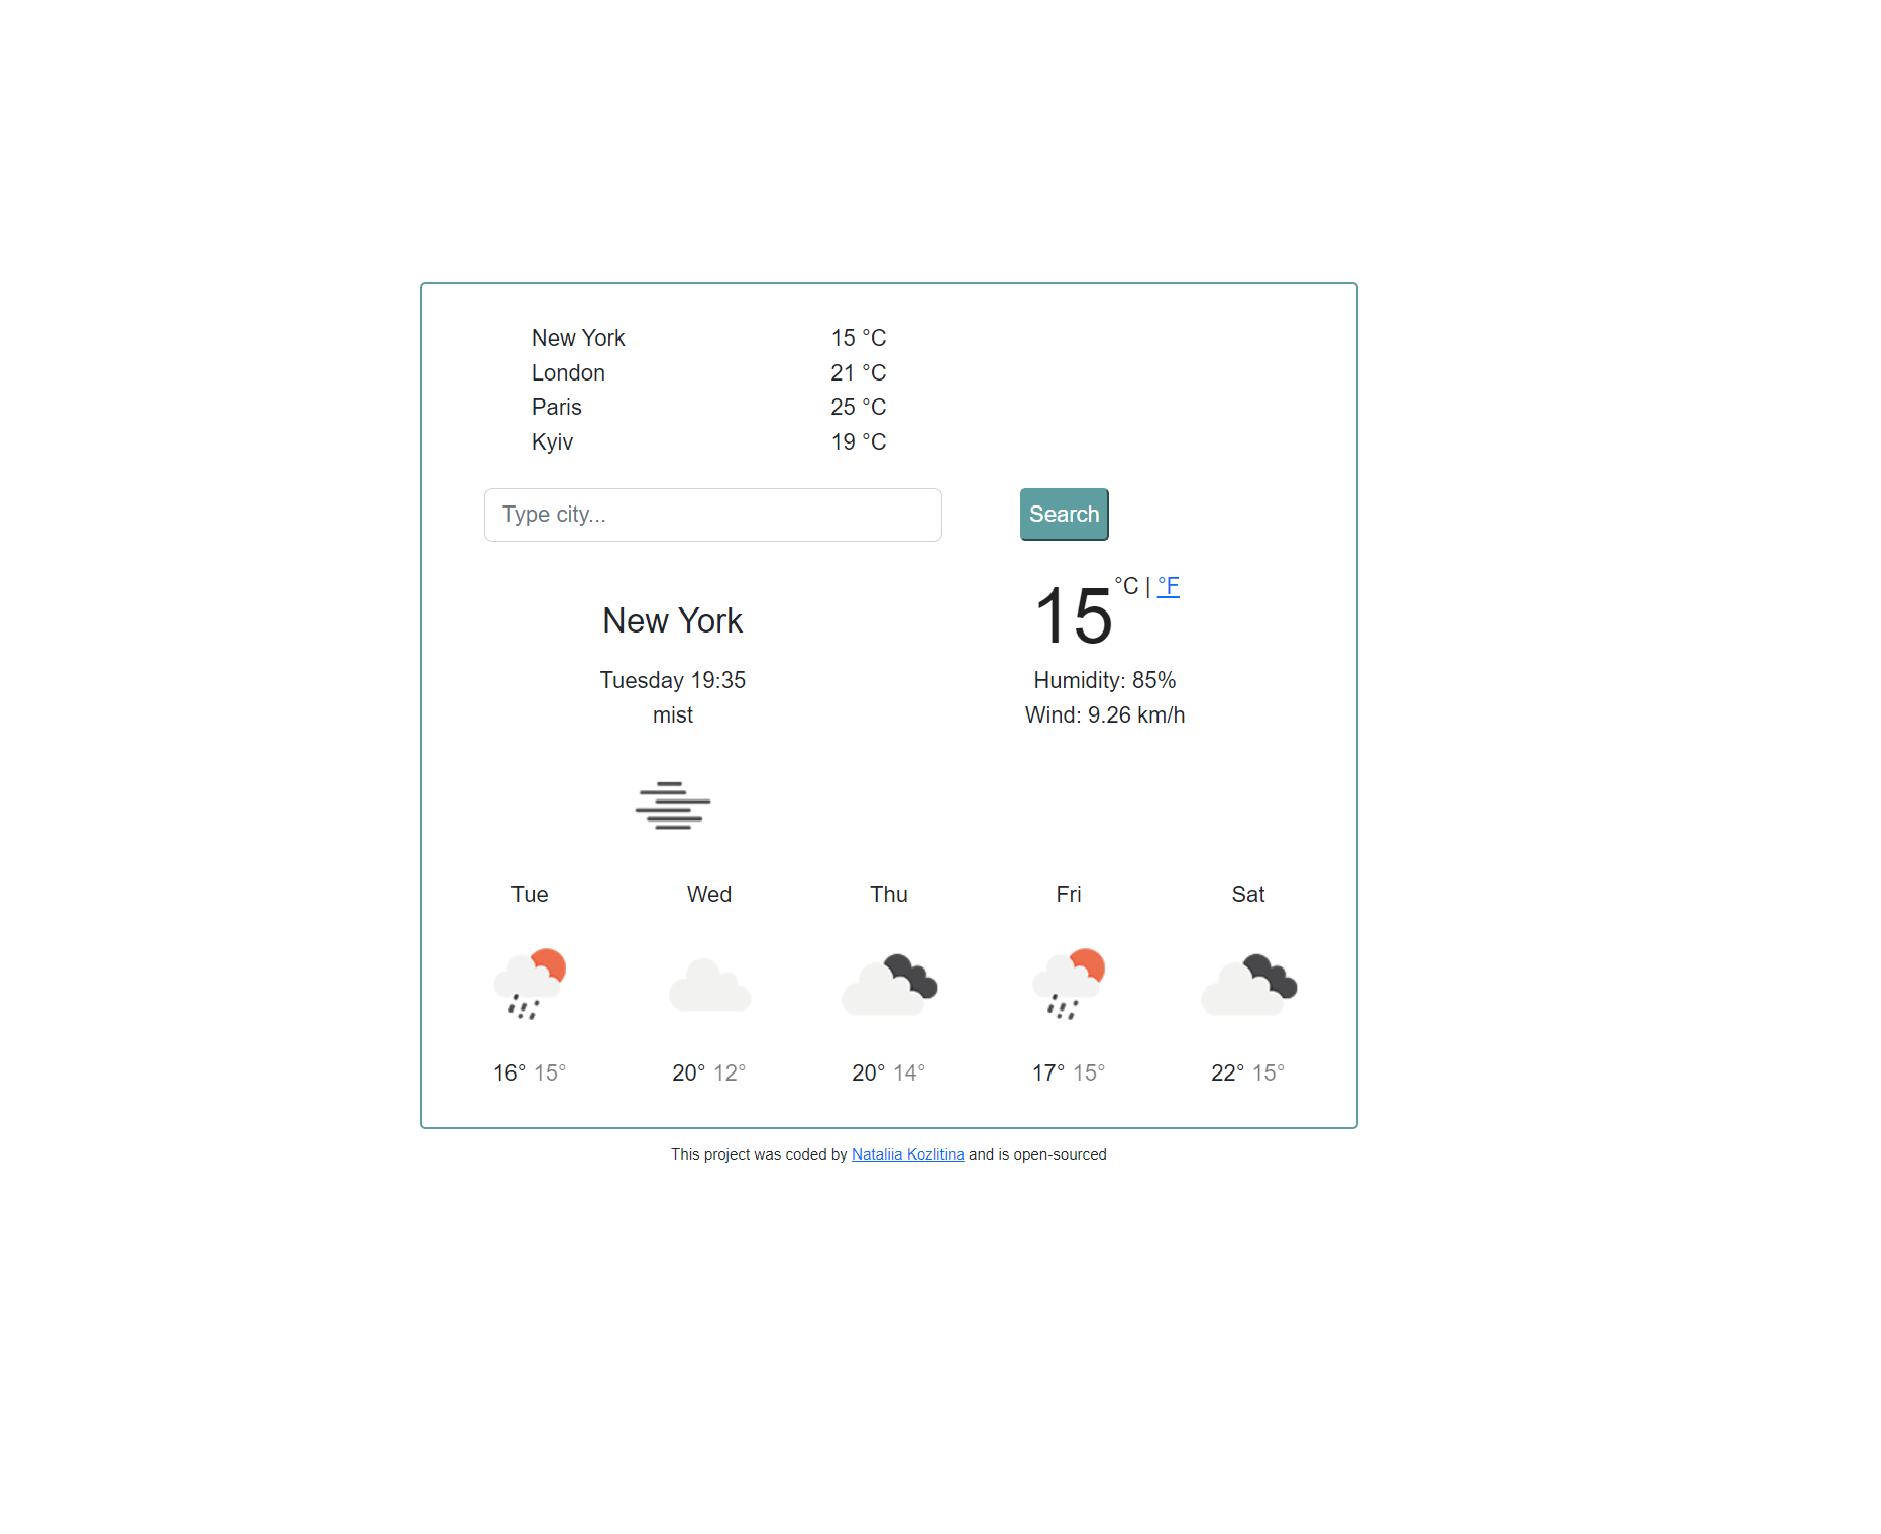 New York 15 °C
London 21 °C
Paris 25 °C
Kyiv 19 °C
Type city... Search
New York 15 °C | °F
Tuesday 19:35 Humidity: 85%
mist Wind: 9.26 km/h
Tue Wed Thu Fri Sat
16° 15° 20° 12° 20° 14° 17° 15° 22° 15°
This project was coded by Nataliia Kozlitina and is open-sourced